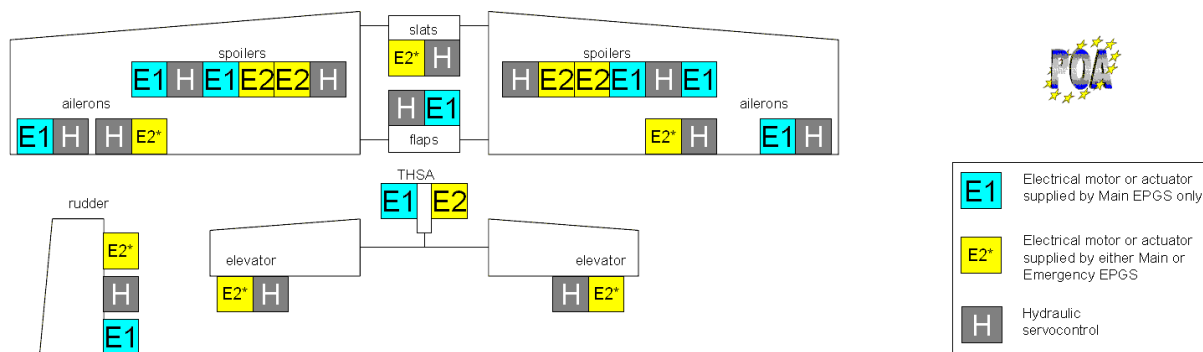 slats
E2* H
spoilers
E1 H E1 E2 E2 H
spoilers
H E2 E2 E1 H E1
POA
H E1
flaps
ailerons
E1 H H E2*
ailerons
E2* H E1 H
THSA
E1 E2
rudder
E2*
H
E1
elevator
E2* H
elevator
H E2*
E1 Electrical motor or actuator
supplied by Main EPGS only
E2* Electrical motor or actuator
supplied by either Main or
Emergency EPGS
H Hydraulic
servocontrol